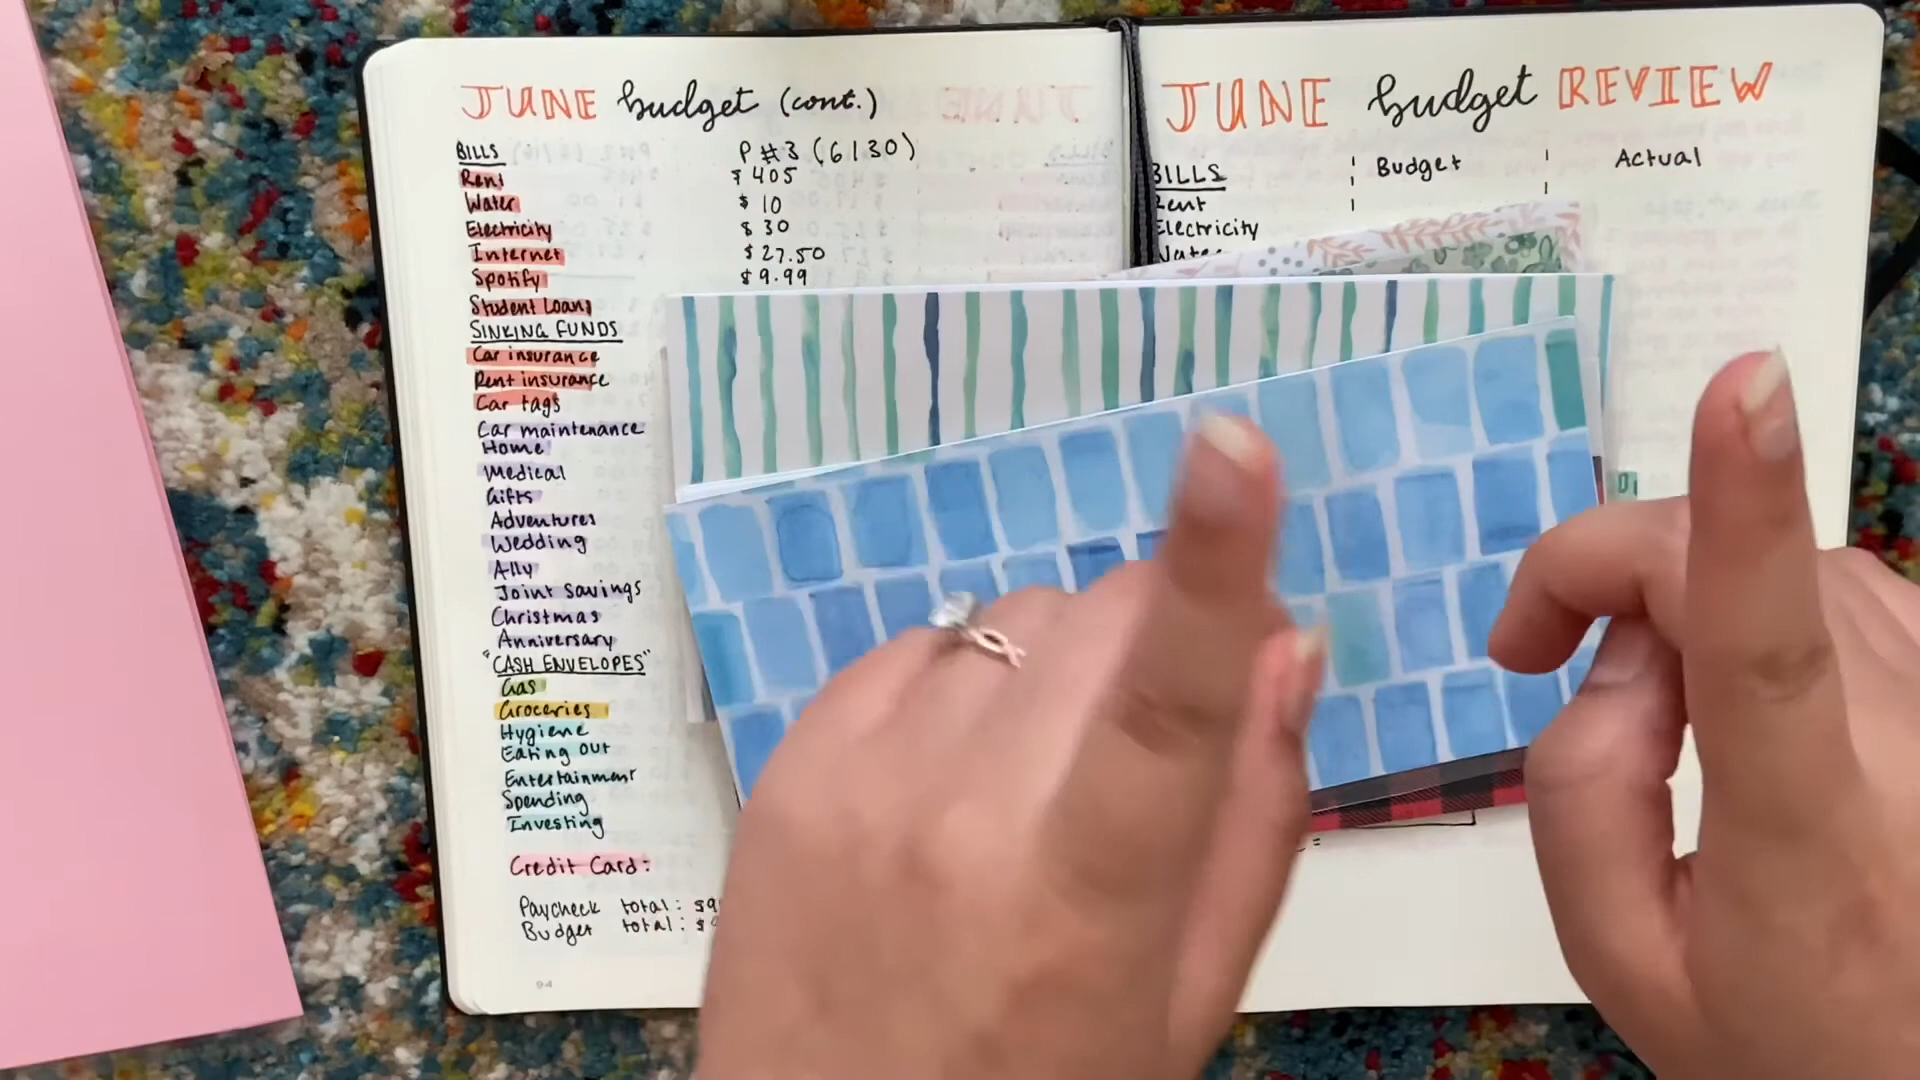 JUNE budget (cont.)
BILLS P #3 (6130)
Rent $ 405
Water $ 10
Electricity $ 30
Internet $ 27.50
Spotify $ 9.99
Student Loans
SINKING FUNDS
Car insurance
Rent insurance
Car tags
Car maintenance
Home
Medical
Gifts
Adventures
Wedding
Ally
Joint savings
Christmas
Anniversary
"CASH ENVELOPES"
Gas
Groceries
Hygiene
Eating out
Entertainment
Spending
Investing
Credit Card:
Paycheck total: $9
Budget total: $
94
JUNE budget REVIEW
BILLS Budget Actual
Rent
Electricity
Water